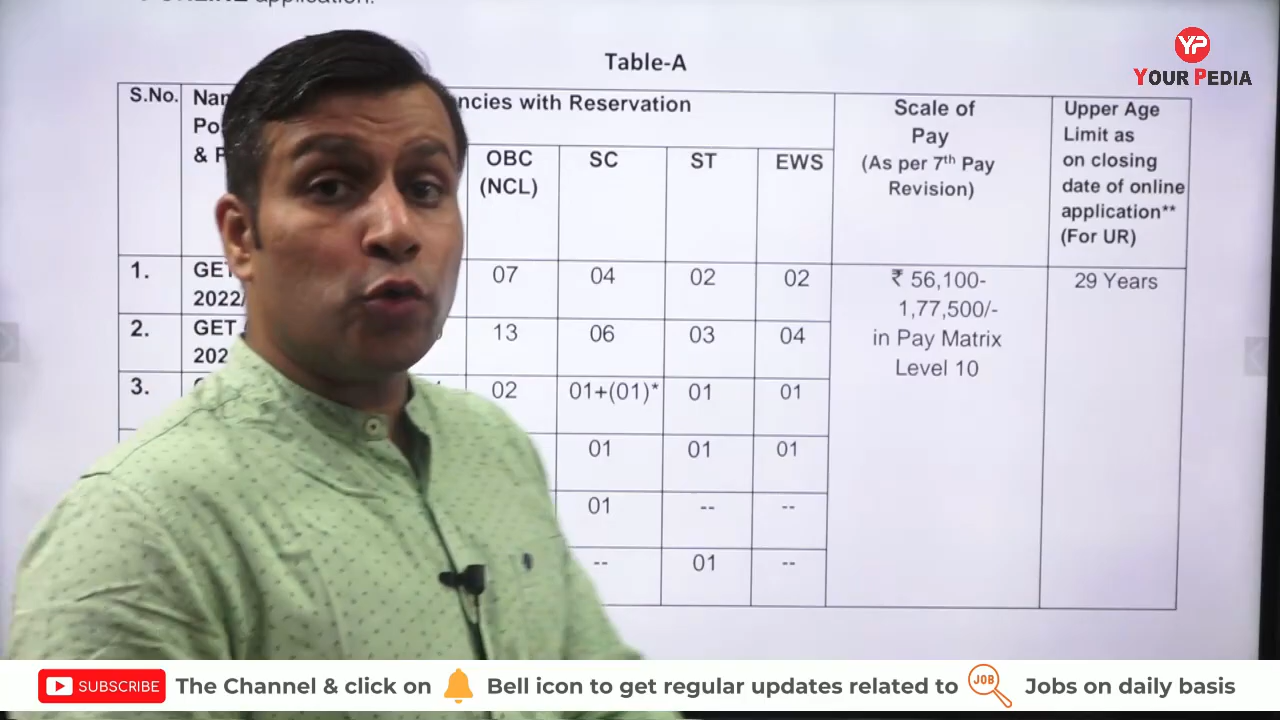 ONLINE application.
YP
YOUR PEDIA
Table-A
S.No.
with Reservation
Scale of
Pay
(As per 7th Pay
Revision)
Upper Age
Limit as
on closing
date of online
application**
(For UR)
& 
OBC
(NCL)
SC
ST
EWS
1.
GET
2022/
07
04
02
02
₹ 56,100-
1,77,500/-
in Pay Matrix
Level 10
29 Years
2.
GET
13
06
03
04
3.
02
01+(01)*
01
01
01
01
01
01
--
--
--
01
--
SUBSCRIBE
The Channel & click on
Bell icon to get regular updates related to
JOB
Jobs on daily basis